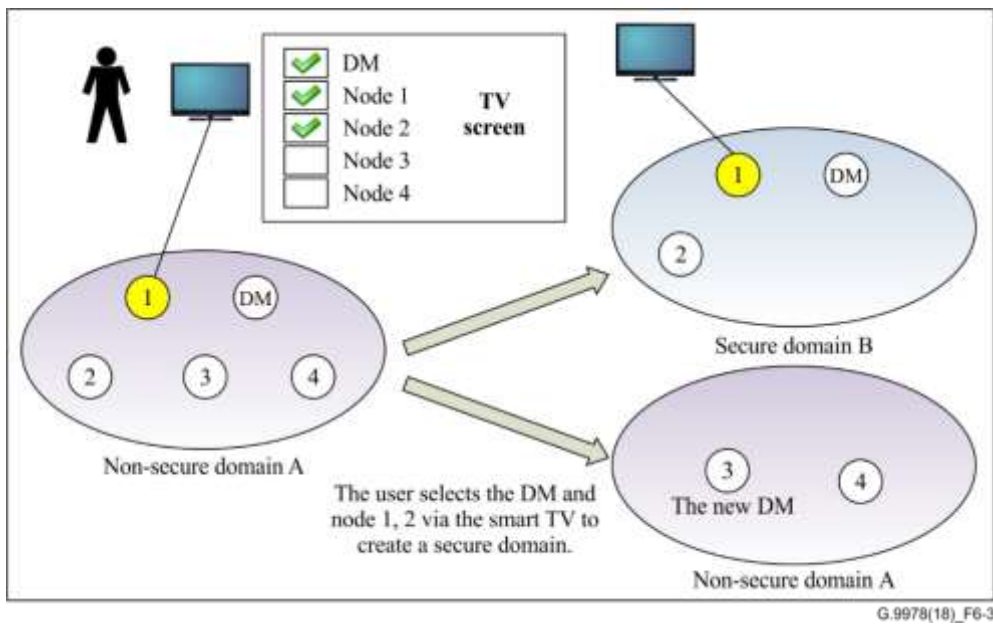 DM
Node 1
Node 2
Node 3
Node 4
TV
screen
1
DM
2
3
4
Non-secure domain A
1
DM
2
Secure domain B
The user selects the DM and
node 1, 2 via the smart TV to
create a secure domain.
3
4
The new DM
Non-secure domain A
G.9978(18)_F6-3